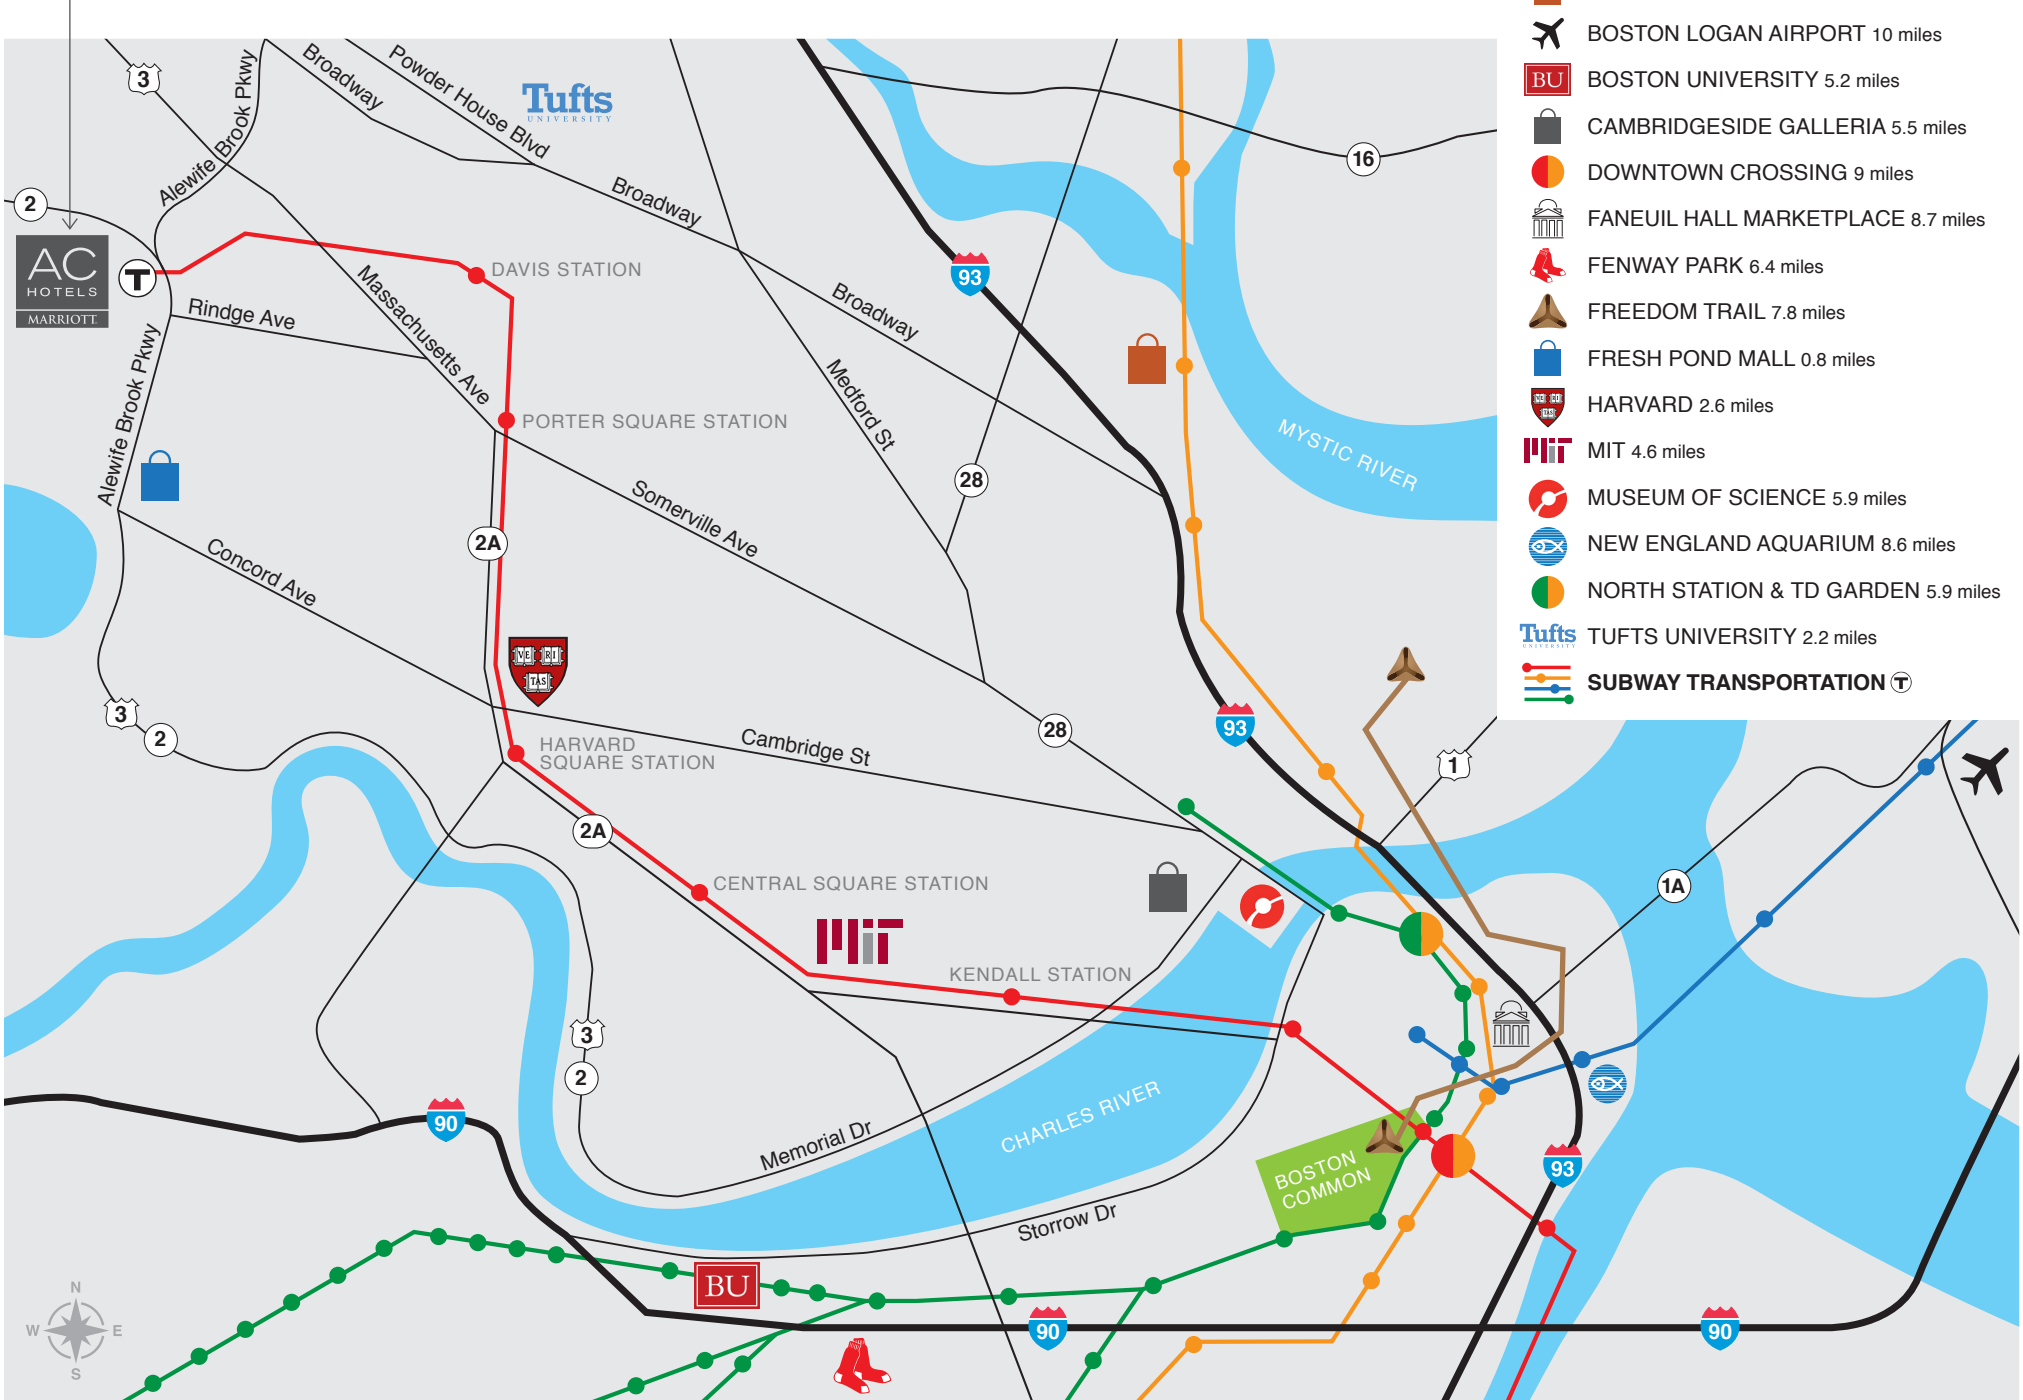 BOSTON LOGAN AIRPORT 10 miles
BU BOSTON UNIVERSITY 5.2 miles
CAMBRIDGESIDE GALLERIA 5.5 miles
DOWNTOWN CROSSING 9 miles
FANEUIL HALL MARKETPLACE 8.7 miles
FENWAY PARK 6.4 miles
FREEDOM TRAIL 7.8 miles
FRESH POND MALL 0.8 miles
VE RI TAS HARVARD 2.6 miles
MiT MIT 4.6 miles
MUSEUM OF SCIENCE 5.9 miles
NEW ENGLAND AQUARIUM 8.6 miles
NORTH STATION & TD GARDEN 5.9 miles
Tufts UNIVERSITY TUFTS UNIVERSITY 2.2 miles
SUBWAY TRANSPORTATION T
3
Alewife Brook Pkwy
Broadway
Powder House Blvd
Tufts
UNIVERSITY
16
2
Broadway
AC
HOTELS
MARRIOTT
T
DAVIS STATION
93
Rindge Ave
Massachusetts Ave
Broadway
Alewife Brook Pkwy
Medford St
PORTER SQUARE STATION
MYSTIC RIVER
28
Somerville Ave
2A
Concord Ave
VE RI
TAS
3
2
HARVARD
SQUARE STATION
Cambridge St
28
93
1
2A
CENTRAL SQUARE STATION
1A
MiT
KENDALL STATION
3
2
90
Memorial Dr
CHARLES RIVER
BOSTON
COMMON
93
Storrow Dr
BU
N
W E
S
90
90